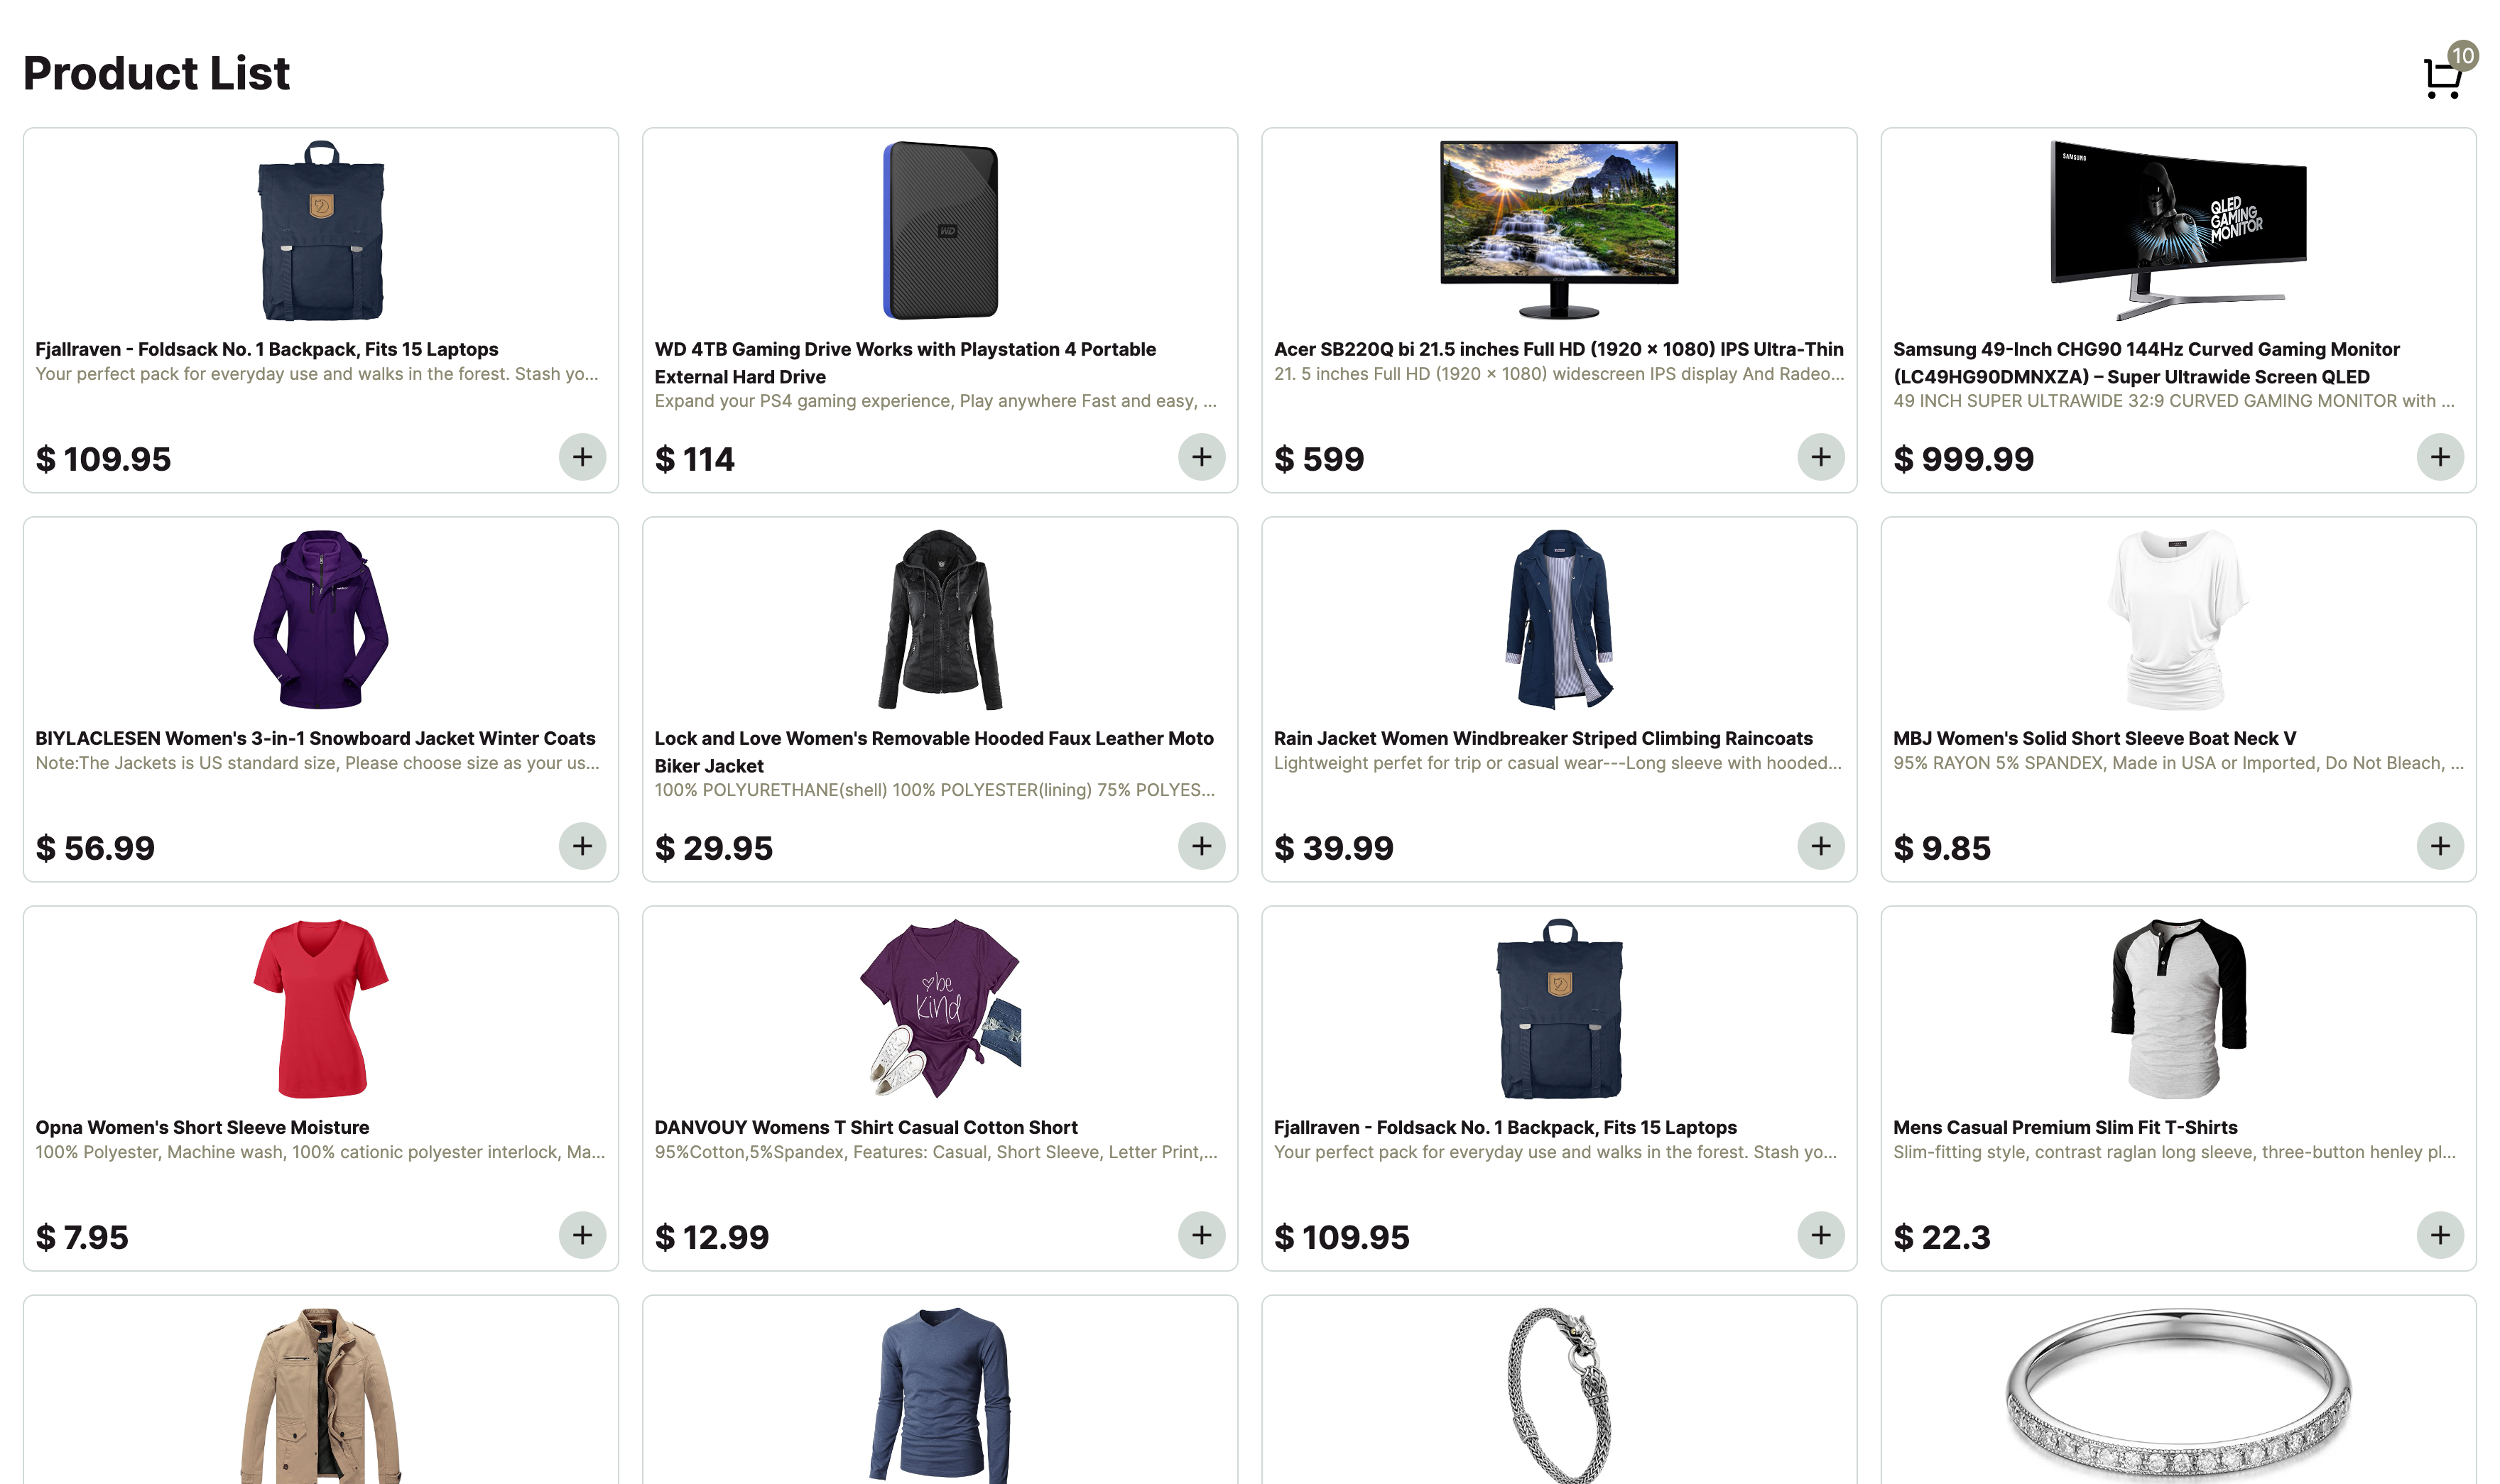 Product List
10
SAMSUNG
QLED
GAMING
MONITOR
WD
Fjallraven - Foldsack No. 1 Backpack, Fits 15 Laptops
Your perfect pack for everyday use and walks in the forest. Stash yo...
$ 109.95
+
WD 4TB Gaming Drive Works with Playstation 4 Portable
External Hard Drive
Expand your PS4 gaming experience, Play anywhere Fast and easy, ...
$ 114
+
Acer SB220Q bi 21.5 inches Full HD (1920 × 1080) IPS Ultra-Thin
21. 5 inches Full HD (1920 × 1080) widescreen IPS display And Radeo...
$ 599
+
Samsung 49-Inch CHG90 144Hz Curved Gaming Monitor
(LC49HG90DMNXZA) – Super Ultrawide Screen QLED
49 INCH SUPER ULTRAWIDE 32:9 CURVED GAMING MONITOR with ...
$ 999.99
+
BIYLACLESEN Women's 3-in-1 Snowboard Jacket Winter Coats
Note:The Jackets is US standard size, Please choose size as your us...
$ 56.99
+
Lock and Love Women's Removable Hooded Faux Leather Moto
Biker Jacket
100% POLYURETHANE(shell) 100% POLYESTER(lining) 75% POLYES...
$ 29.95
+
Rain Jacket Women Windbreaker Striped Climbing Raincoats
Lightweight perfet for trip or casual wear---Long sleeve with hooded...
$ 39.99
+
MBJ Women's Solid Short Sleeve Boat Neck V
95% RAYON 5% SPANDEX, Made in USA or Imported, Do Not Bleach, ...
$ 9.85
+
Opna Women's Short Sleeve Moisture
100% Polyester, Machine wash, 100% cationic polyester interlock, Ma...
$ 7.95
+
be
kind
DANVOUY Womens T Shirt Casual Cotton Short
95%Cotton,5%Spandex, Features: Casual, Short Sleeve, Letter Print,...
$ 12.99
+
Fjallraven - Foldsack No. 1 Backpack, Fits 15 Laptops
Your perfect pack for everyday use and walks in the forest. Stash yo...
$ 109.95
+
Mens Casual Premium Slim Fit T-Shirts
Slim-fitting style, contrast raglan long sleeve, three-button henley pl...
$ 22.3
+